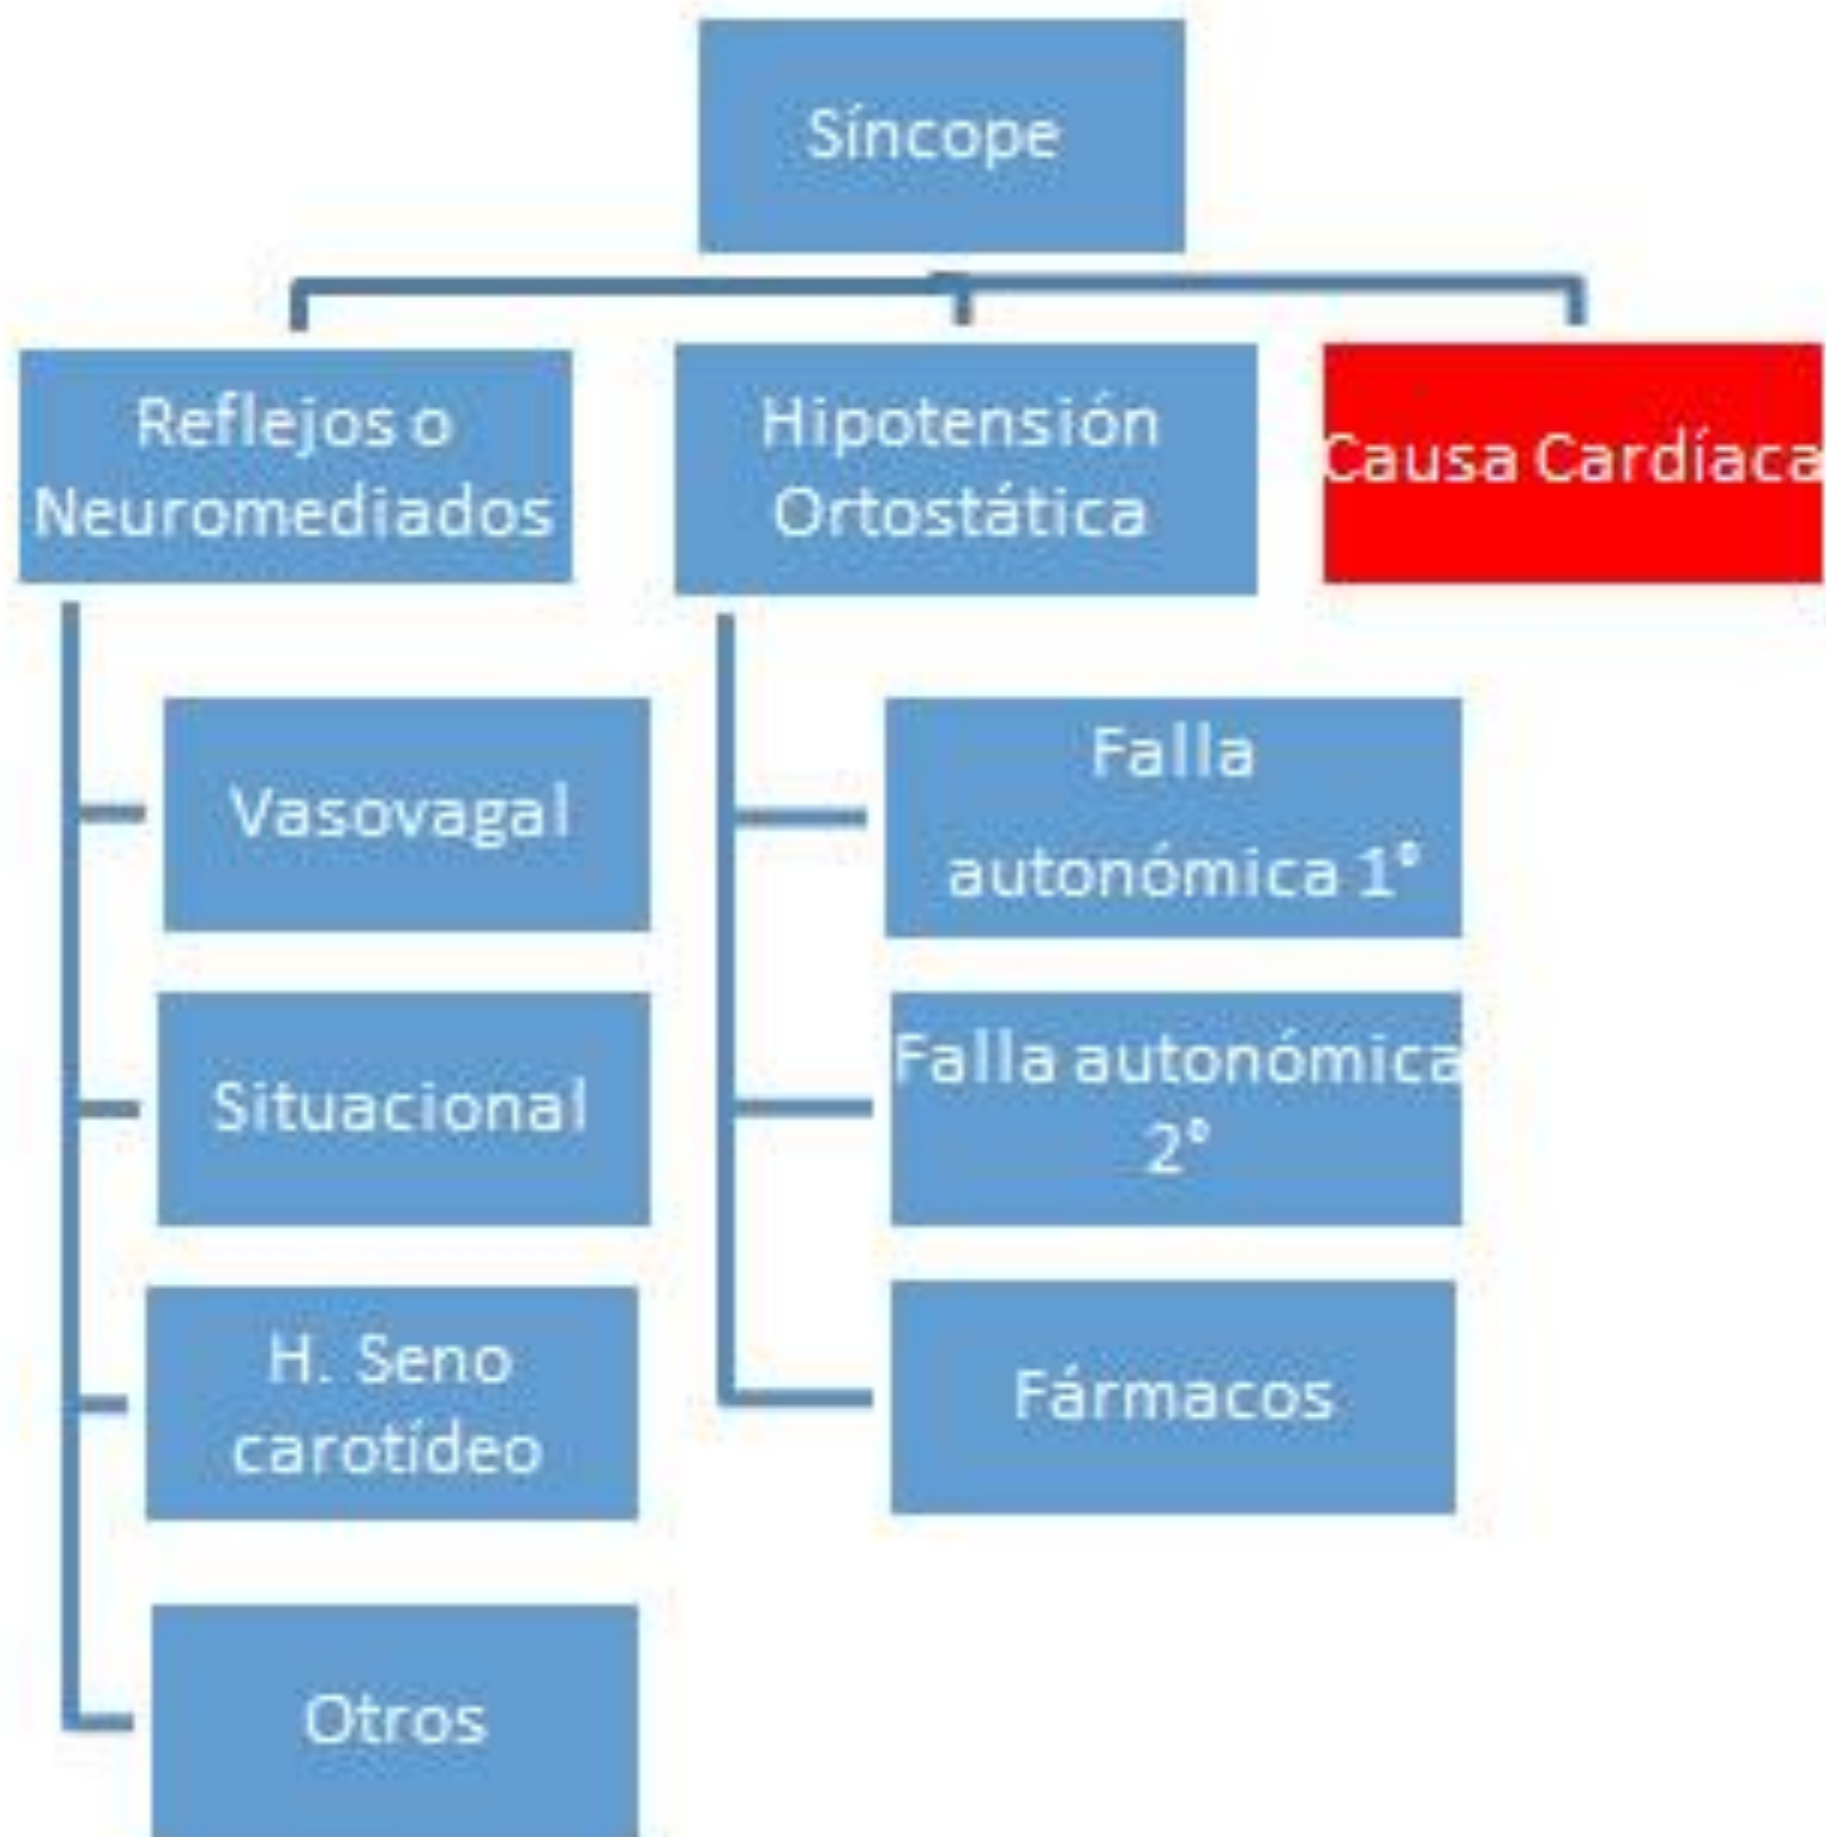 Síncope
Reflejos o
Neuromediados
Hipotensión
Ortostática
Causa Cardíaca
Vasovagal
Situacional
H. Seno
carotídeo
Otros
Falla
autonómica 1°
Falla autonómica
2°
Fármacos